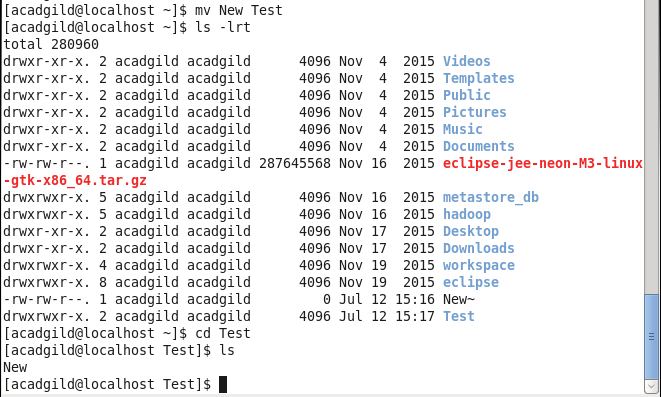 [acadgild@localhost ~]$ mv New Test
[acadgild@localhost ~]$ ls -lrt
total 280960
drwxr-xr-x. 2 acadgild acadgild      4096 Nov  4  2015 Videos
drwxr-xr-x. 2 acadgild acadgild      4096 Nov  4  2015 Templates
drwxr-xr-x. 2 acadgild acadgild      4096 Nov  4  2015 Public
drwxr-xr-x. 2 acadgild acadgild      4096 Nov  4  2015 Pictures
drwxr-xr-x. 2 acadgild acadgild      4096 Nov  4  2015 Music
drwxr-xr-x. 2 acadgild acadgild      4096 Nov  4  2015 Documents
-rw-rw-r--. 1 acadgild acadgild 287645568 Nov 16  2015 eclipse-jee-neon-M3-linux
-gtk-x86_64.tar.gz
drwxrwxr-x. 5 acadgild acadgild      4096 Nov 16  2015 metastore_db
drwxrwxr-x. 5 acadgild acadgild      4096 Nov 16  2015 hadoop
drwxr-xr-x. 2 acadgild acadgild      4096 Nov 17  2015 Desktop
drwxr-xr-x. 2 acadgild acadgild      4096 Nov 17  2015 Downloads
drwxrwxr-x. 4 acadgild acadgild      4096 Nov 19  2015 workspace
drwxrwxr-x. 8 acadgild acadgild      4096 Nov 19  2015 eclipse
-rw-rw-r--. 1 acadgild acadgild         0 Jul 12 15:16 New~
drwxrwxr-x. 2 acadgild acadgild      4096 Jul 12 15:17 Test
[acadgild@localhost ~]$ cd Test
[acadgild@localhost Test]$ ls
New
[acadgild@localhost Test]$